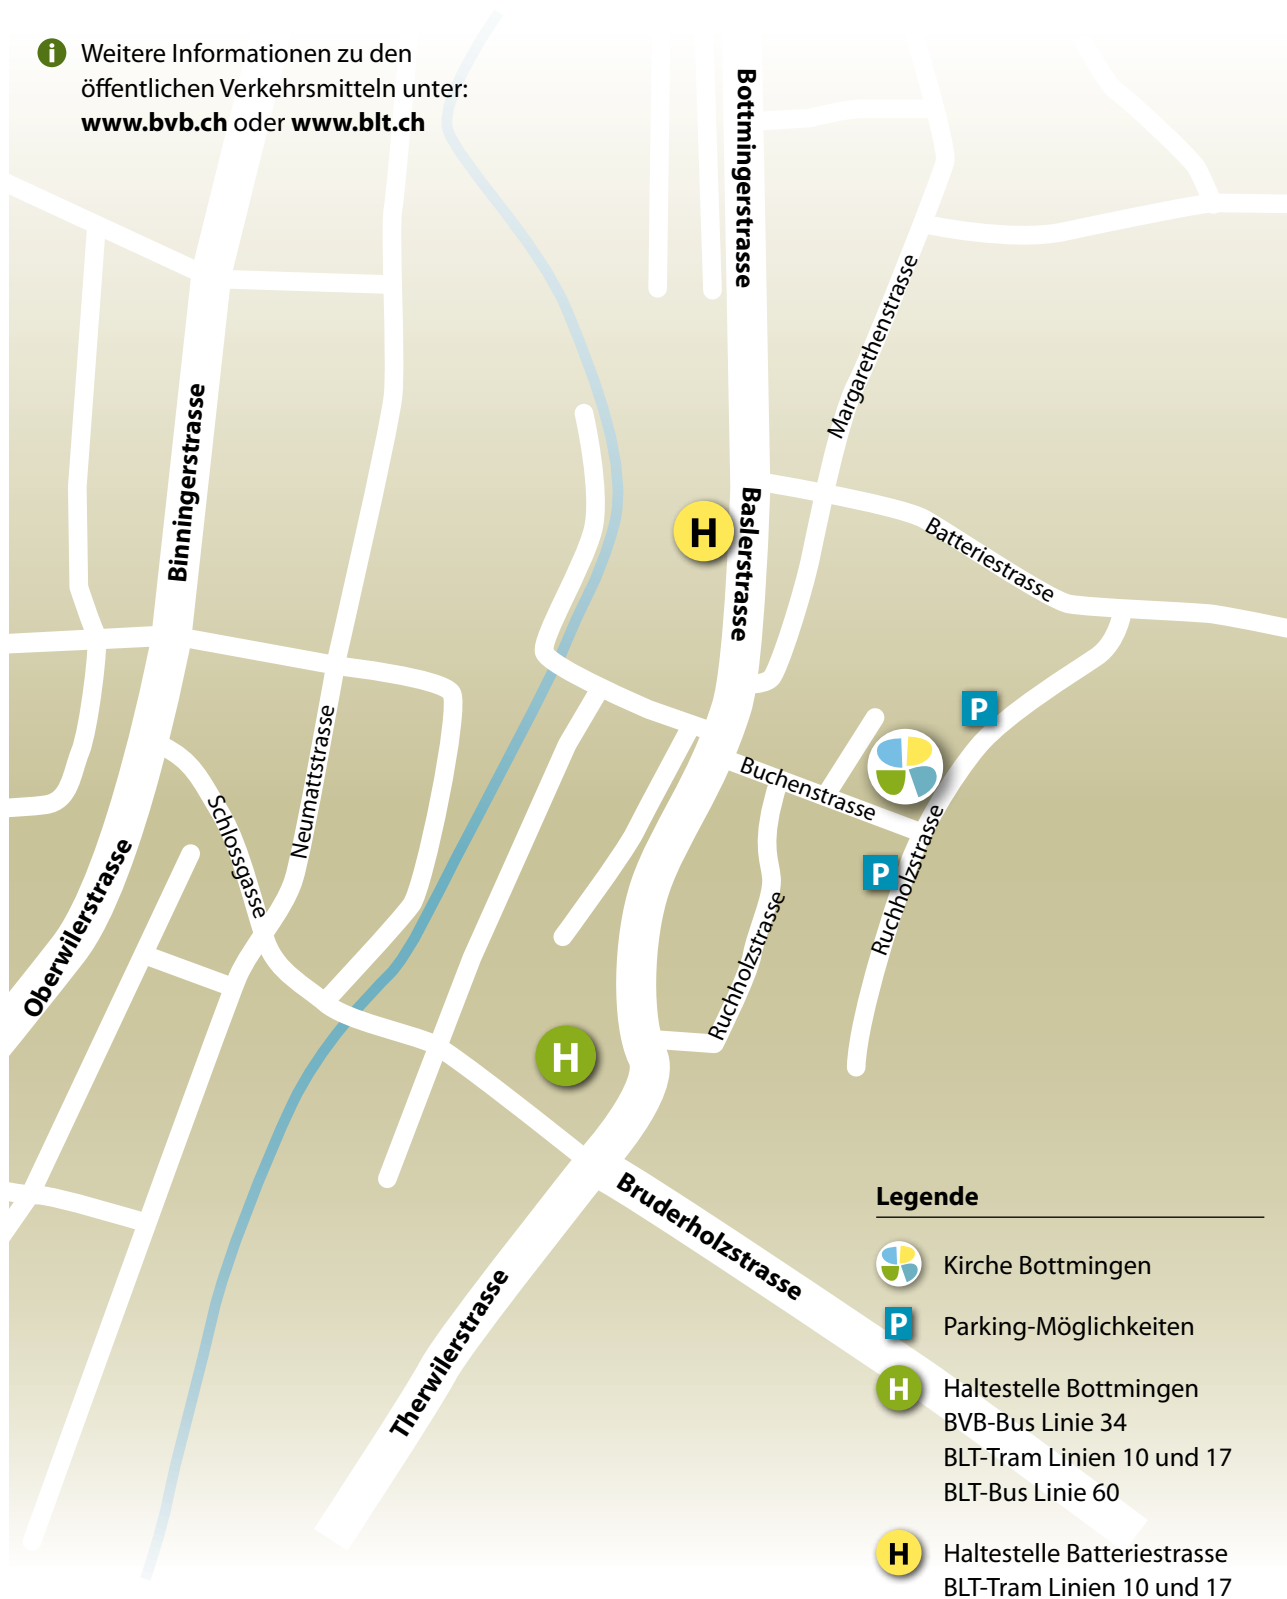 i Weitere Informationen zu den
öffentlichen Verkehrsmitteln unter:
www.bvb.ch oder www.blt.ch
Bottmingerstrasse
Margarethenstrasse
Binningerstrasse
H
Baslerstrasse
Batteriestrasse
P
Neumattstrasse
Buchenstrasse
Schlossgasse
Ruchholzstrasse
P
Oberwilerstrasse
Ruchholzstrasse
H
Bruderholzstrasse
Therwilerstrasse
Legende
Kirche Bottmingen
P Parking-Möglichkeiten
H Haltestelle Bottmingen
BVB-Bus Linie 34
BLT-Tram Linien 10 und 17
BLT-Bus Linie 60
H Haltestelle Batteriestrasse
BLT-Tram Linien 10 und 17